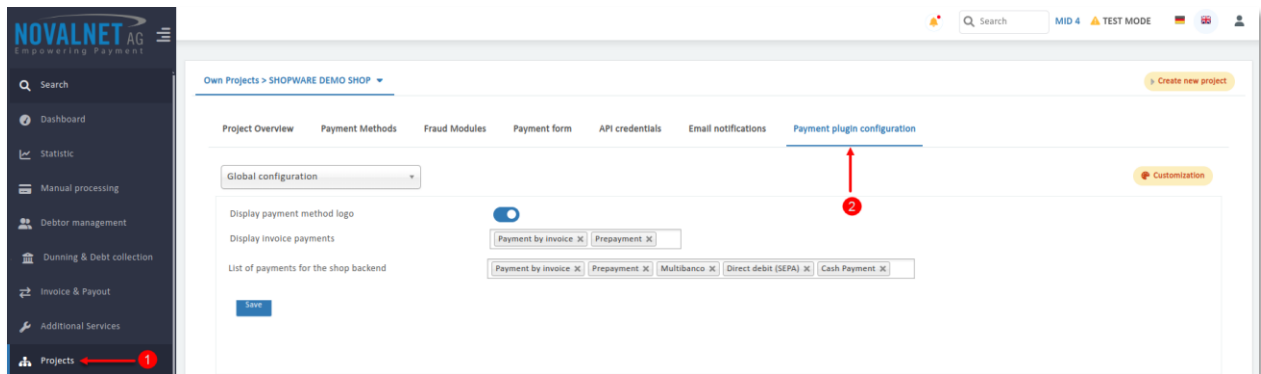 NOVALNET AG
Empowering Payment
Search
MID 4
TEST MODE
Search
Dashboard
Statistic
Manual processing
Debtor management
Dunning & Debt collection
Invoice & Payout
Additional Services
Projects
1
Own Projects > SHOPWARE DEMO SHOP
Create new project
Project Overview
Payment Methods
Fraud Modules
Payment form
API credentials
Email notifications
Payment plugin configuration
2
Global configuration
Customization
Display payment method logo
Display invoice payments
Payment by invoice x Prepayment x
List of payments for the shop backend
Payment by invoice x Prepayment x Multibanco x Direct debit (SEPA) x Cash Payment x
Save